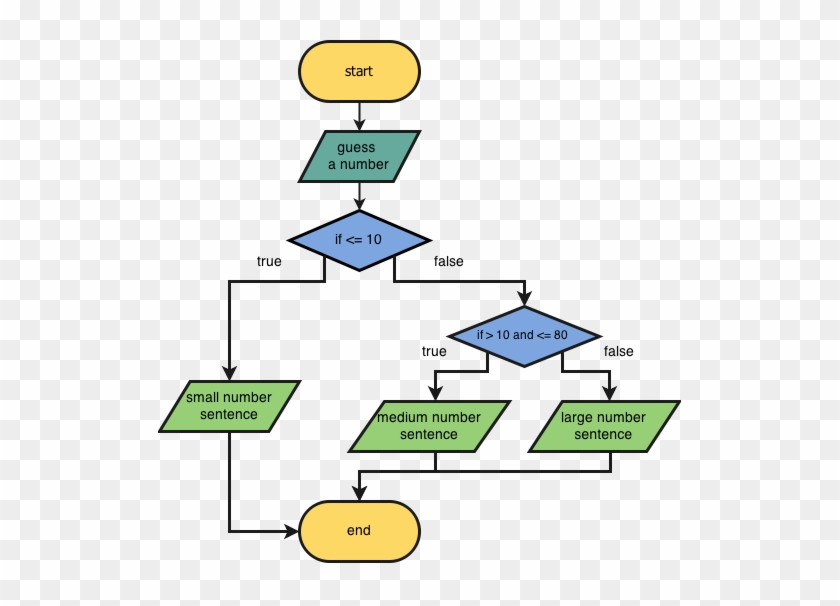 start
guess
a number
if <= 10
true
false
if > 10 and <= 80
true
false
small number
sentence
medium number
sentence
large number
sentence
end